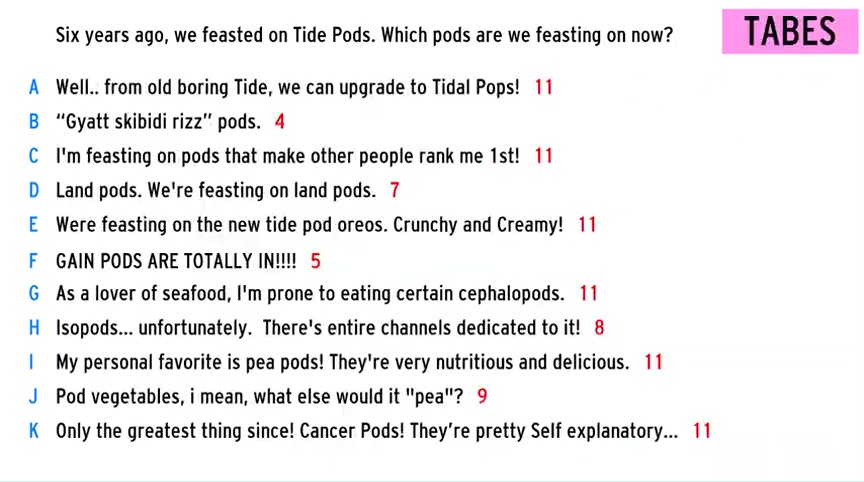 Six years ago, we feasted on Tide Pods. Which pods are we feasting on now?
TABES
A Well.. from old boring Tide, we can upgrade to Tidal Pops! 11
B “Gyatt skibidi rizz” pods. 4
C I'm feasting on pods that make other people rank me 1st! 11
D Land pods. We're feasting on land pods. 7
E Were feasting on the new tide pod oreos. Crunchy and Creamy! 11
F GAIN PODS ARE TOTALLY IN!!!! 5
G As a lover of seafood, I'm prone to eating certain cephalopods. 11
H Isopods... unfortunately. There's entire channels dedicated to it! 8
I My personal favorite is pea pods! They're very nutritious and delicious. 11
J Pod vegetables, i mean, what else would it "pea"? 9
K Only the greatest thing since! Cancer Pods! They’re pretty Self explanatory... 11